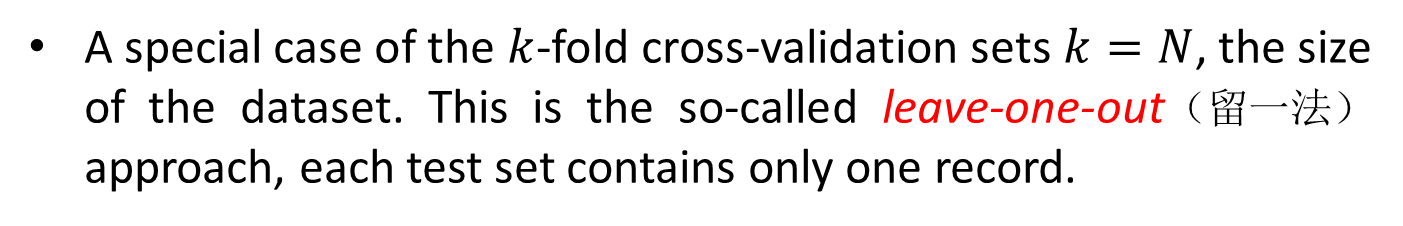 • A special case of the k-fold cross-validation sets k = N, the size
of the dataset. This is the so-called leave-one-out（留一法）
approach, each test set contains only one record.